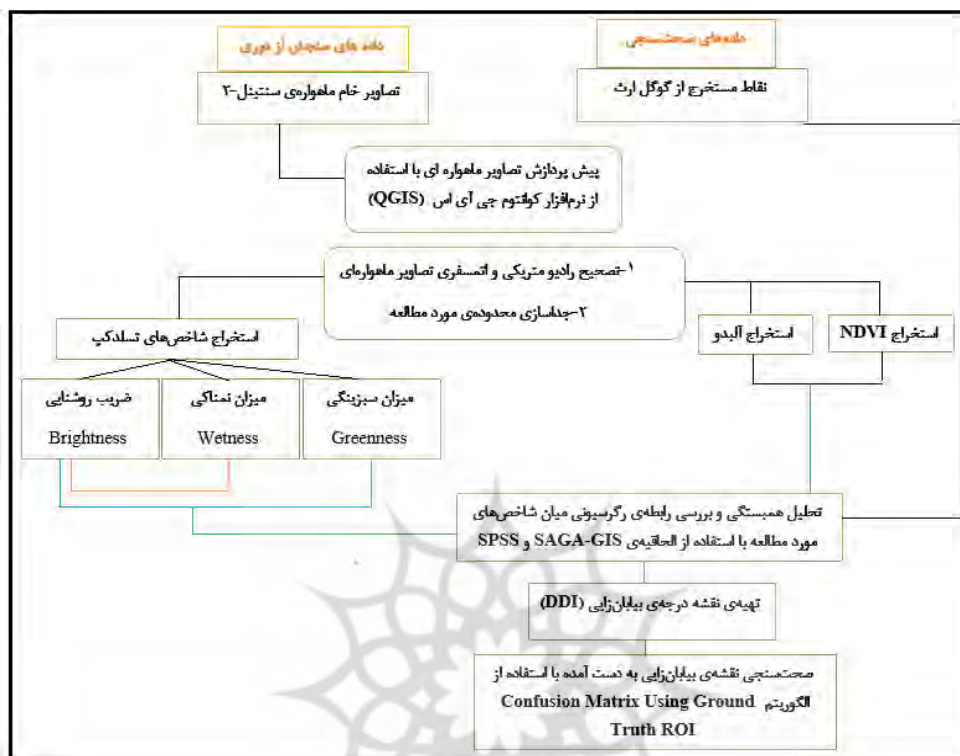 داده های سنجش از دوری
داده‌های صحت‌سنجی
تصاویر خام ماهواره‌ی سنتینل-۲
نقاط مستخرج از گوگل ارث
پیش پردازش تصاویر ماهواره ای با استفاده
از نرم‌افزار کوانتوم جی آی اس (QGIS)
۱-تصحیح رادیو متریکی و اتمسفری تصاویر ماهواره‌ای
۲-جداسازی محدوده‌ی مورد مطالعه
استخراج شاخص‌های تسلدکپ
استخراج آلبدو
استخراج NDVI
ضریب روشنایی
Brightness
میزان نمناکی
Wetness
میزان سبزینگی
Greenness
تحلیل همبستگی و بررسی رابطه‌ی رگرسیونی میان شاخص‌های
مورد مطالعه با استفاده از الحاقیه‌ی SAGA-GIS و SPSS
تهیه‌ی نقشه درجه‌ی بیابان‌زایی (DDI)
صحت‌سنجی نقشه‌ی بیابان‌زایی به دست آمده با استفاده از
الگوریتم Confusion Matrix Using Ground
Truth ROI